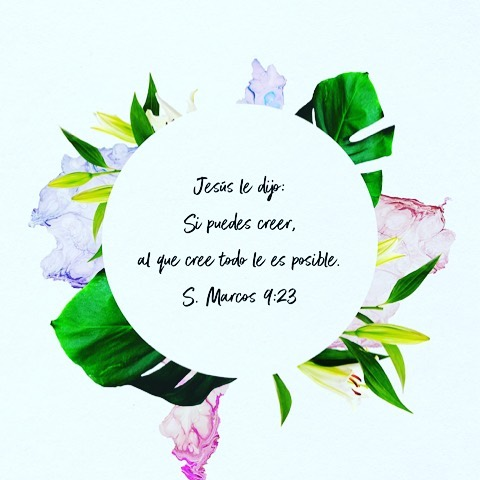 Jesús le dijo:
Si puedes creer,
al que cree todo le es posible.
S. Marcos 9:23